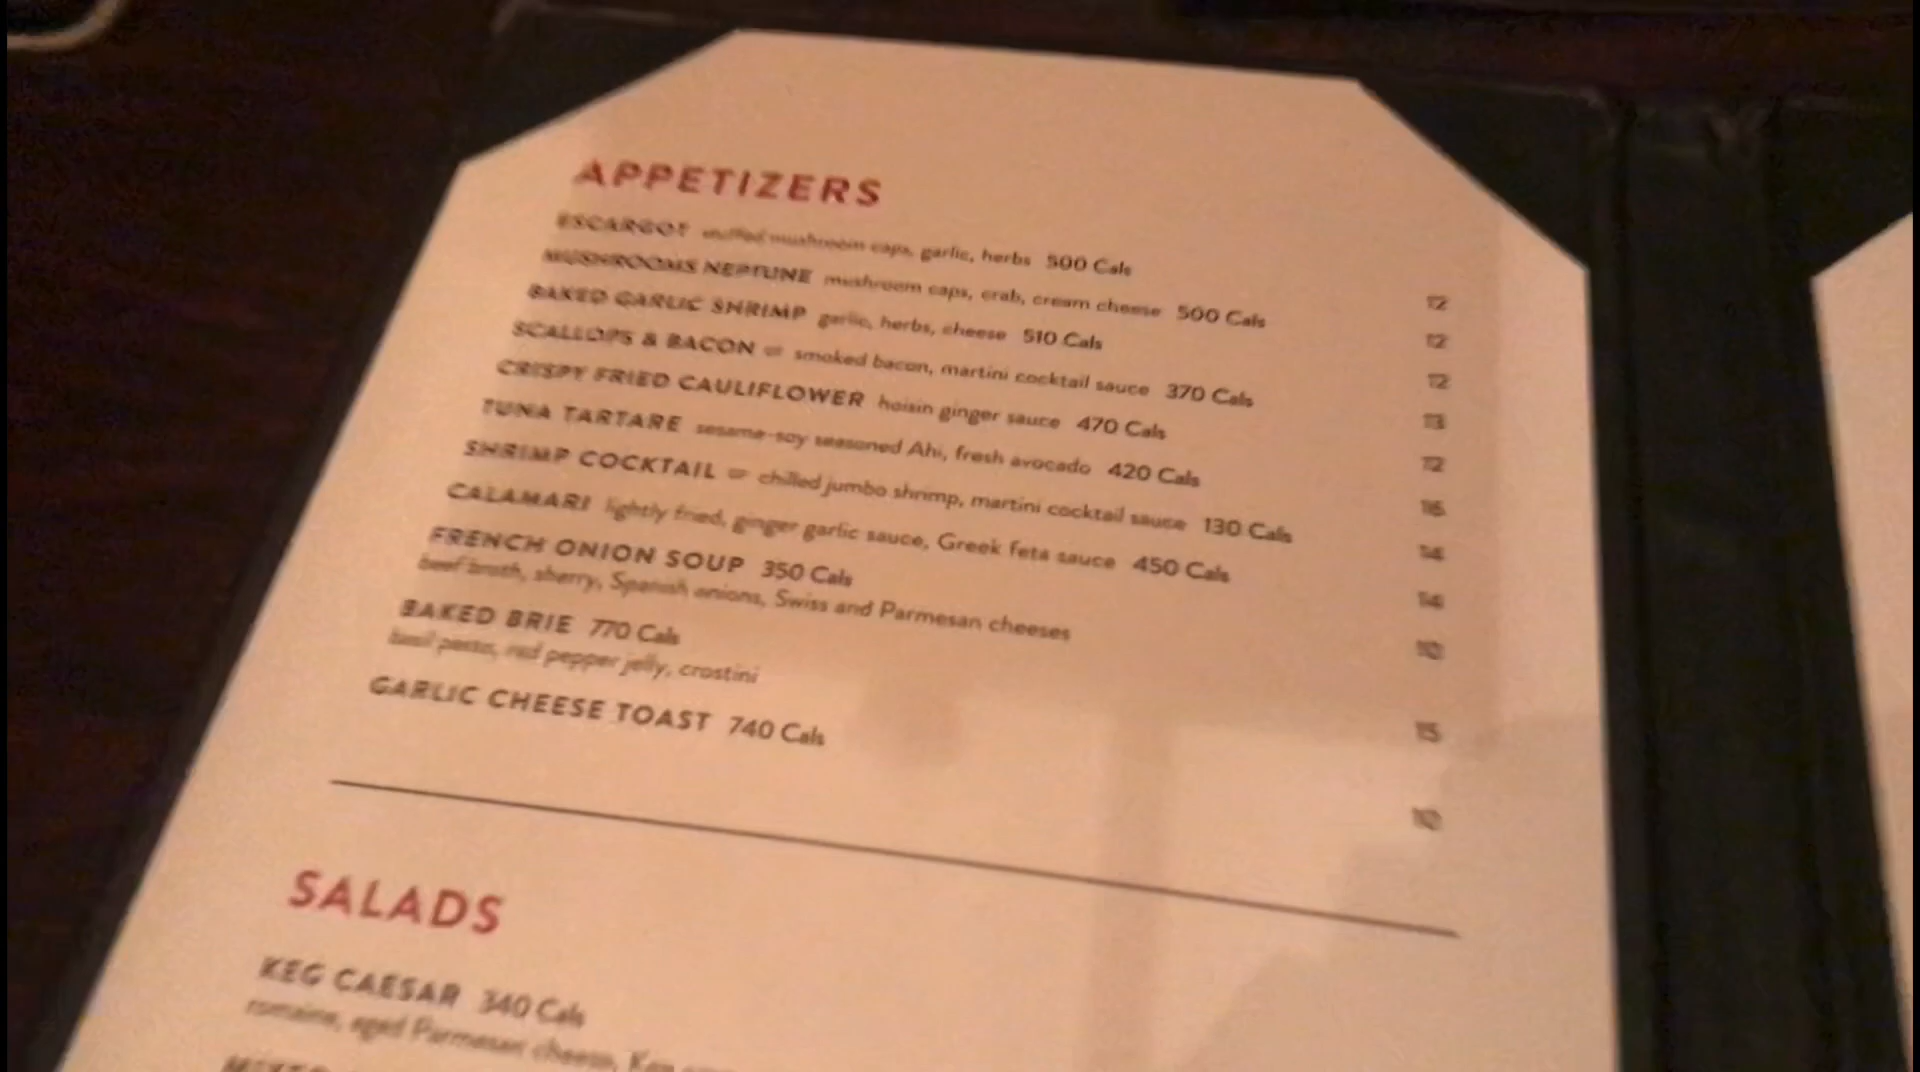 APPETIZERS
ESCARGOT stuffed mushroom caps, garlic, herbs 500 Cals 12
MUSHROOMS NEPTUNE mushroom caps, crab, cream cheese 500 Cals 12
BAKED GARLIC SHRIMP garlic, herbs, cheese 510 Cals 12
SCALLOPS & BACON smoked bacon, martini cocktail sauce 370 Cals 13
CRISPY FRIED CAULIFLOWER hoisin ginger sauce 470 Cals 12
TUNA TARTARE sesame-soy seasoned Ahi, fresh avocado 420 Cals 16
SHRIMP COCKTAIL chilled jumbo shrimp, martini cocktail sauce 130 Cals 14
CALAMARI lightly fried, ginger garlic sauce, Greek feta sauce 450 Cals 14
FRENCH ONION SOUP 350 Cals 10
beef broth, sherry, Spanish onions, Swiss and Parmesan cheeses
BAKED BRIE 770 Cals 15
basil pesto, red pepper jelly, crostini
GARLIC CHEESE TOAST 740 Cals 10
SALADS
KEG CAESAR 340 Cals
romaine, aged Parmesan cheese, Keg